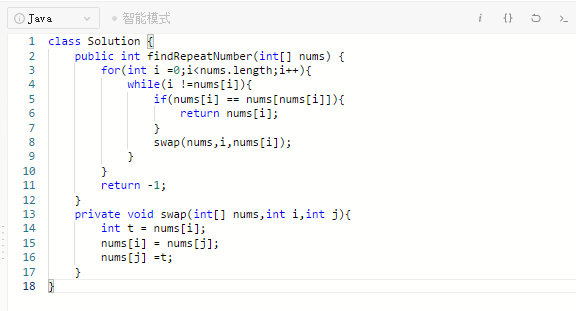 Java 智能模式 i {} >_
1 class Solution {
2     public int findRepeatNumber(int[] nums) {
3         for(int i =0;i<nums.length;i++){
4             while(i !=nums[i]){
5                 if(nums[i] == nums[nums[i]]){
6                     return nums[i];
7                 }
8                 swap(nums,i,nums[i]);
9             }
10         }
11         return -1;
12     }
13     private void swap(int[] nums,int i,int j){
14         int t = nums[i];
15         nums[i] = nums[j];
16         nums[j] =t;
17     }
18 }